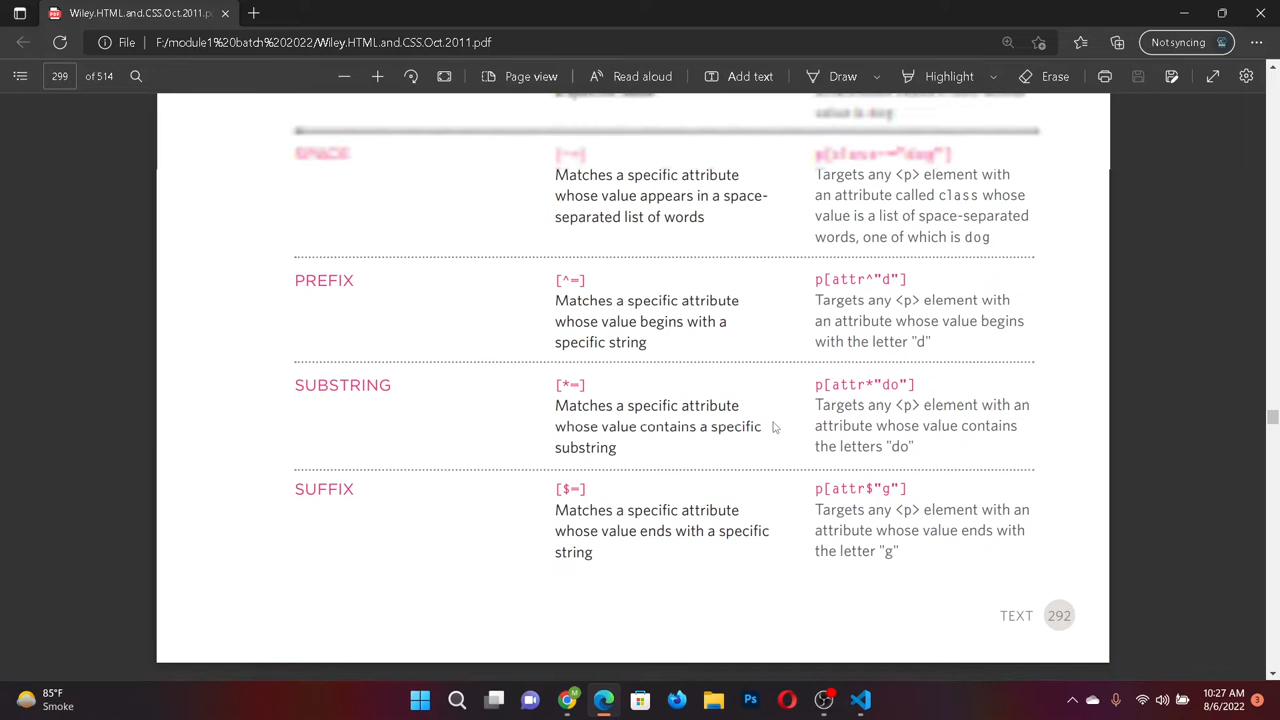 Wiley.HTML.and.CSS.Oct.2011.p
File F:/module1%20batch%202022/Wiley.HTML.and.CSS.Oct.2011.pdf Not syncing
299 of 514 Page view Read aloud Add text Draw Highlight Erase
value is dog
SPACE [~=] p[class~="dog"]
Matches a specific attribute Targets any <p> element with
whose value appears in a space- an attribute called class whose
separated list of words value is a list of space-separated
words, one of which is dog
PREFIX [^=] p[attr^"d"]
Matches a specific attribute Targets any <p> element with
whose value begins with a an attribute whose value begins
specific string with the letter "d"
SUBSTRING [*=] p[attr*"do"]
Matches a specific attribute Targets any <p> element with an
whose value contains a specific attribute whose value contains
substring the letters "do"
SUFFIX [$=] p[attr$"g"]
Matches a specific attribute Targets any <p> element with an
whose value ends with a specific attribute whose value ends with
string the letter "g"
TEXT 292
85°F
Smoke
10:27 AM
8/6/2022 3